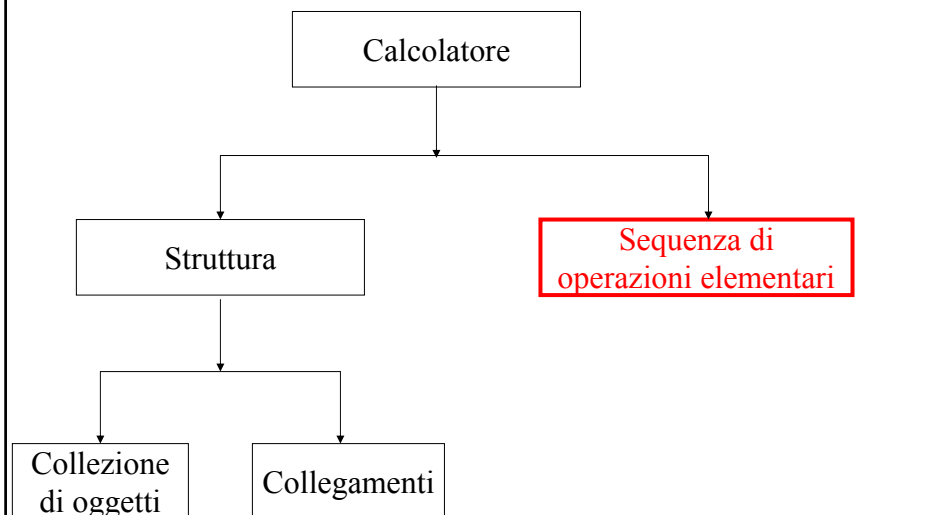 Calcolatore
Struttura
Sequenza di
operazioni elementari
Collezione
di oggetti
Collegamenti